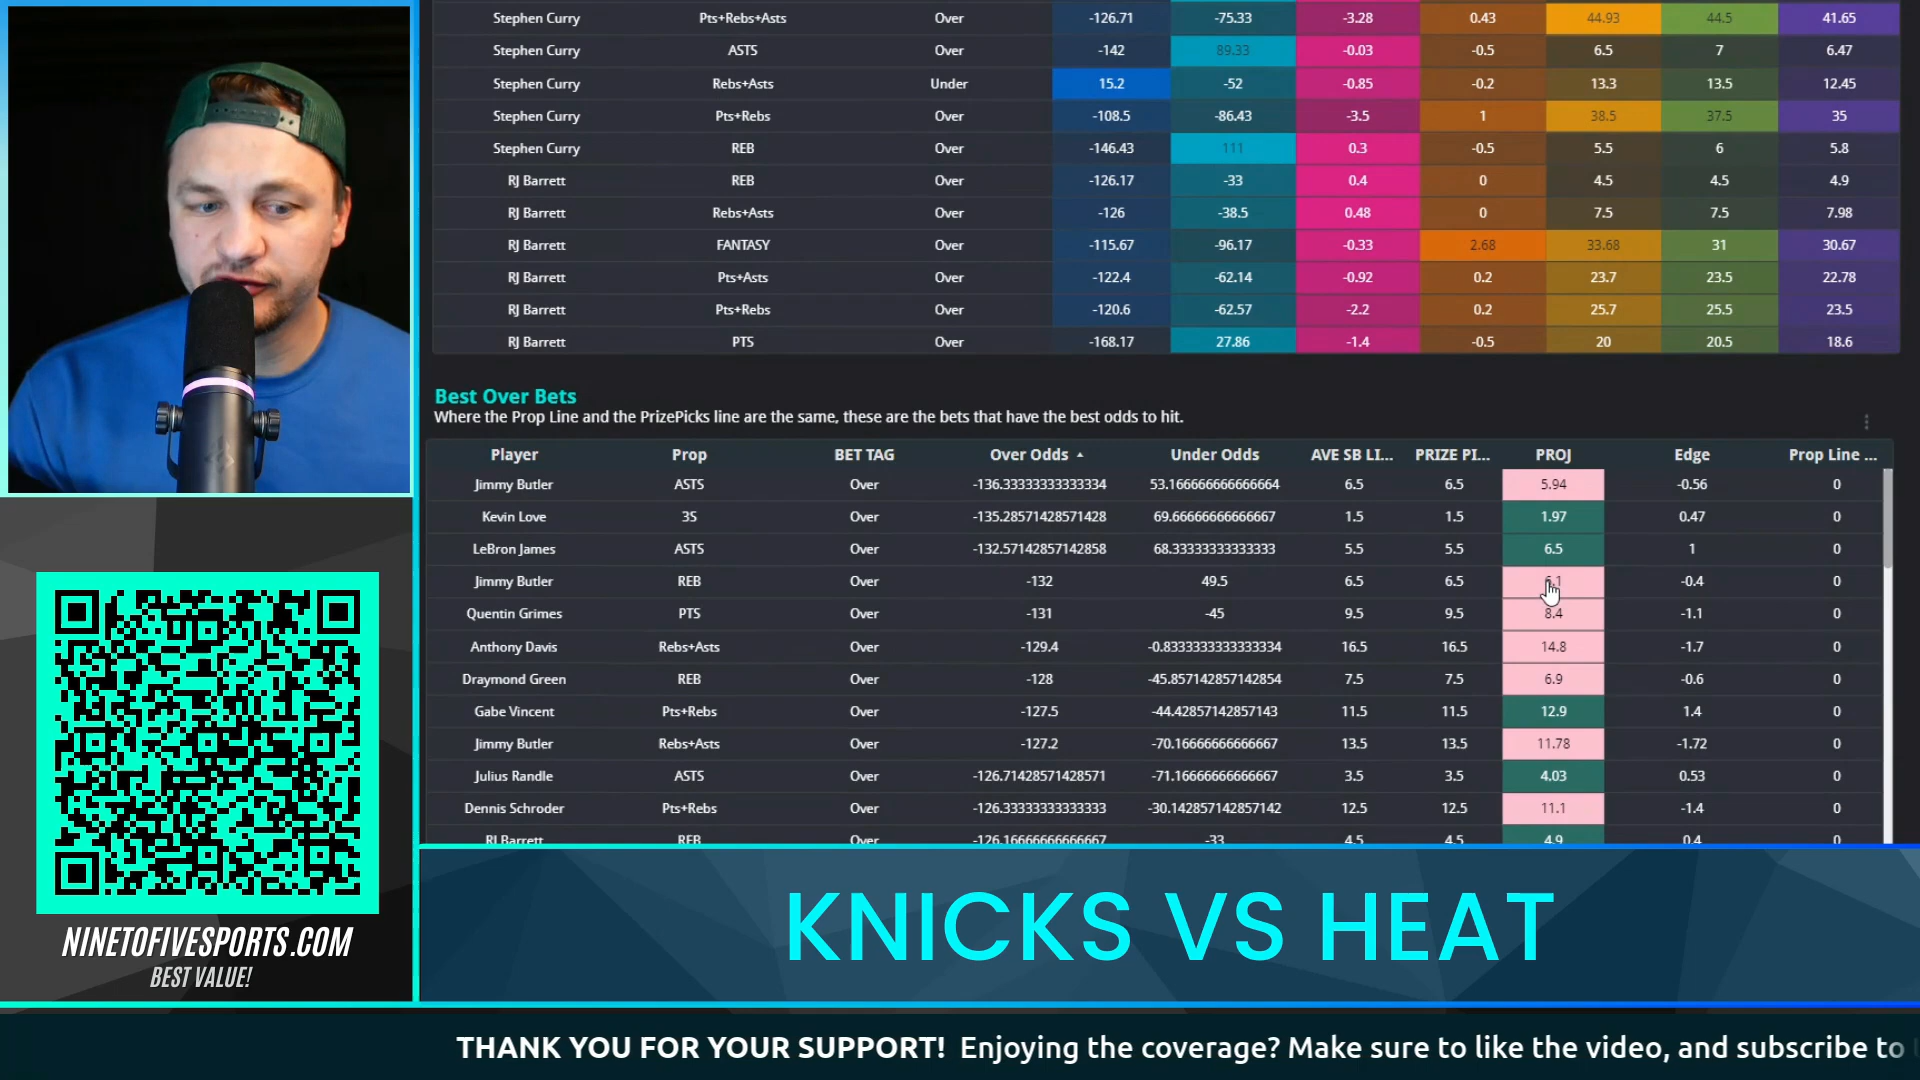 Stephen Curry Pts+Rebs+Asts Over -126.71 -75.33 -3.28 0.43 44.93 44.5 41.65
Stephen Curry ASTS Over -142 89.33 -0.03 -0.5 6.5 7 6.47
Stephen Curry Rebs+Asts Under 15.2 -52 -0.85 -0.2 13.3 13.5 12.45
Stephen Curry Pts+Rebs Over -108.5 -86.43 -3.5 1 38.5 37.5 35
Stephen Curry REB Over -146.43 111 0.3 -0.5 5.5 6 5.8
RJ Barrett REB Over -126.17 -33 0.4 0 4.5 4.5 4.9
RJ Barrett Rebs+Asts Over -126 -38.5 0.48 0 7.5 7.5 7.98
RJ Barrett FANTASY Over -115.67 -96.17 -0.33 2.68 33.68 31 30.67
RJ Barrett Pts+Asts Over -122.4 -62.14 -0.92 0.2 23.7 23.5 22.78
RJ Barrett Pts+Rebs Over -120.6 -62.57 -2.2 0.2 25.7 25.5 23.5
RJ Barrett PTS Over -168.17 27.86 -1.4 -0.5 20 20.5 18.6
Best Over Bets
Where the Prop Line and the PrizePicks line are the same, these are the bets that have the best odds to hit.
Player Prop BET TAG Over Odds Under Odds AVE SB LI... PRIZE PI... PROJ Edge Prop Line ...
Jimmy Butler ASTS Over -136.33333333333334 53.166666666666664 6.5 6.5 5.94 -0.56 0
Kevin Love 3S Over -135.28571428571428 69.66666666666667 1.5 1.5 1.97 0.47 0
LeBron James ASTS Over -132.57142857142858 68.33333333333333 5.5 5.5 6.5 1 0
Jimmy Butler REB Over -132 49.5 6.5 6.5 -0.4 0
Quentin Grimes PTS Over -131 -45 9.5 9.5 8.4 -1.1 0
Anthony Davis Rebs+Asts Over -129.4 -0.8333333333333334 16.5 16.5 14.8 -1.7 0
Draymond Green REB Over -128 -45.857142857142854 7.5 7.5 6.9 -0.6 0
Gabe Vincent Pts+Rebs Over -127.5 -44.42857142857143 11.5 11.5 12.9 1.4 0
Jimmy Butler Rebs+Asts Over -127.2 -70.16666666666667 13.5 13.5 11.78 -1.72 0
Julius Randle ASTS Over -126.71428571428571 -71.16666666666667 3.5 3.5 4.03 0.53 0
Dennis Schroder Pts+Rebs Over -126.33333333333333 -30.142857142857142 12.5 12.5 11.1 -1.4 0
RJ Barrett REB Over -126.16666666666667 -33 4.5 4.5 4.9 0.4 0
NINETOFIVESPORTS.COM
BEST VALUE!
KNICKS VS HEAT
THANK YOU FOR YOUR SUPPORT! Enjoying the coverage? Make sure to like the video, and subscribe to